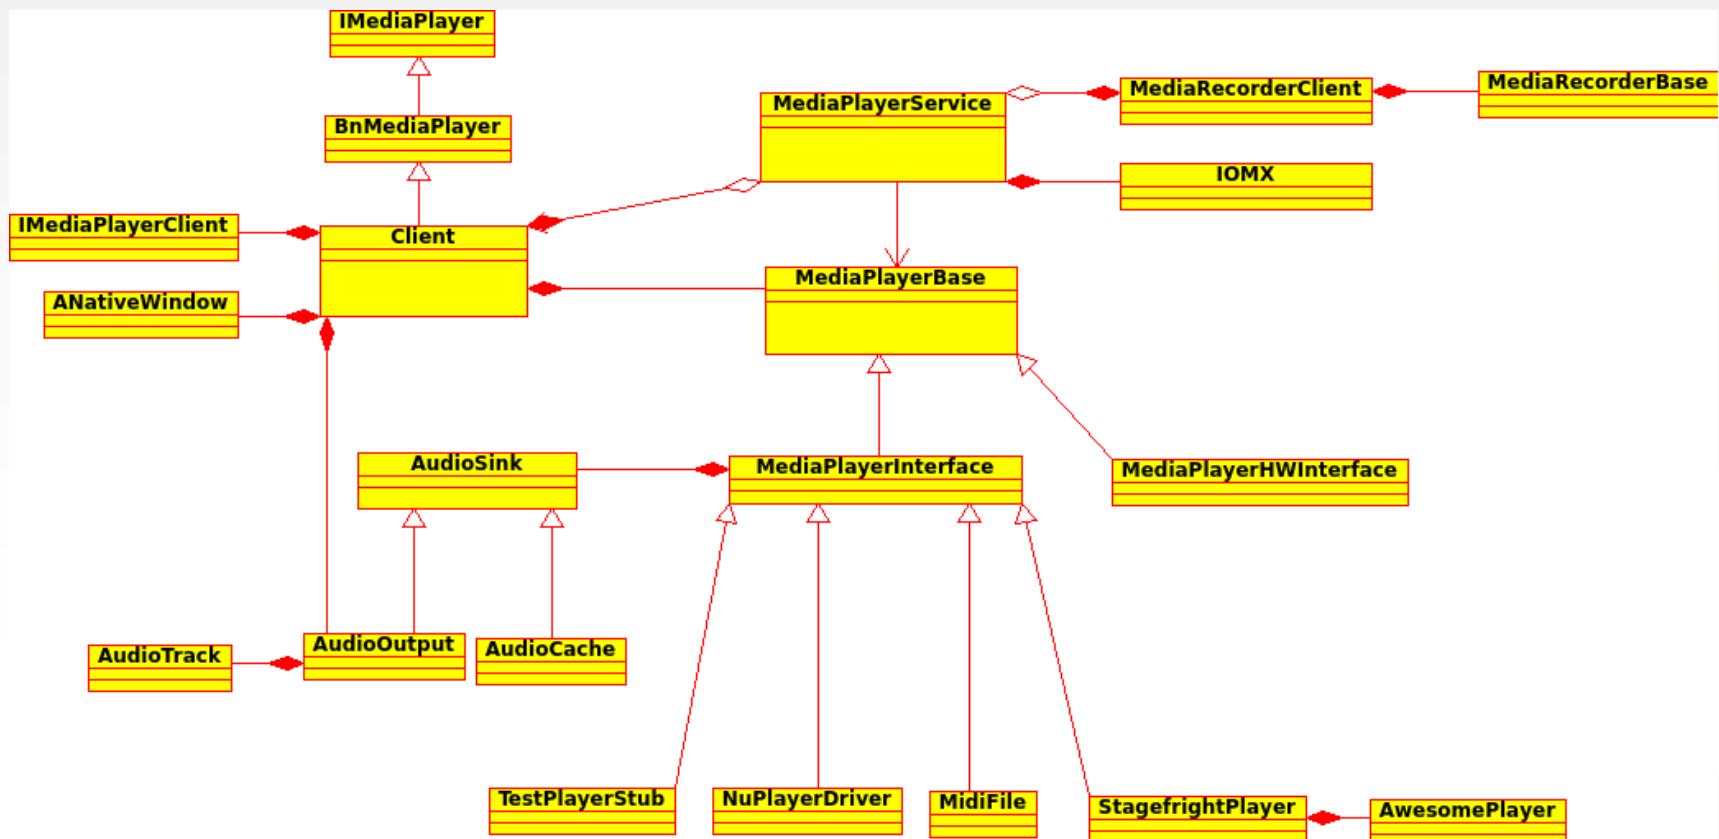 IMediaPlayer
MediaPlayerService
MediaRecorderClient
MediaRecorderBase
BnMediaPlayer
IOMX
IMediaPlayerClient
Client
ANativeWindow
MediaPlayerBase
AudioSink
MediaPlayerInterface
MediaPlayerHWInterface
AudioTrack
AudioOutput
AudioCache
TestPlayerStub
NuPlayerDriver
MidiFile
StagefrightPlayer
AwesomePlayer